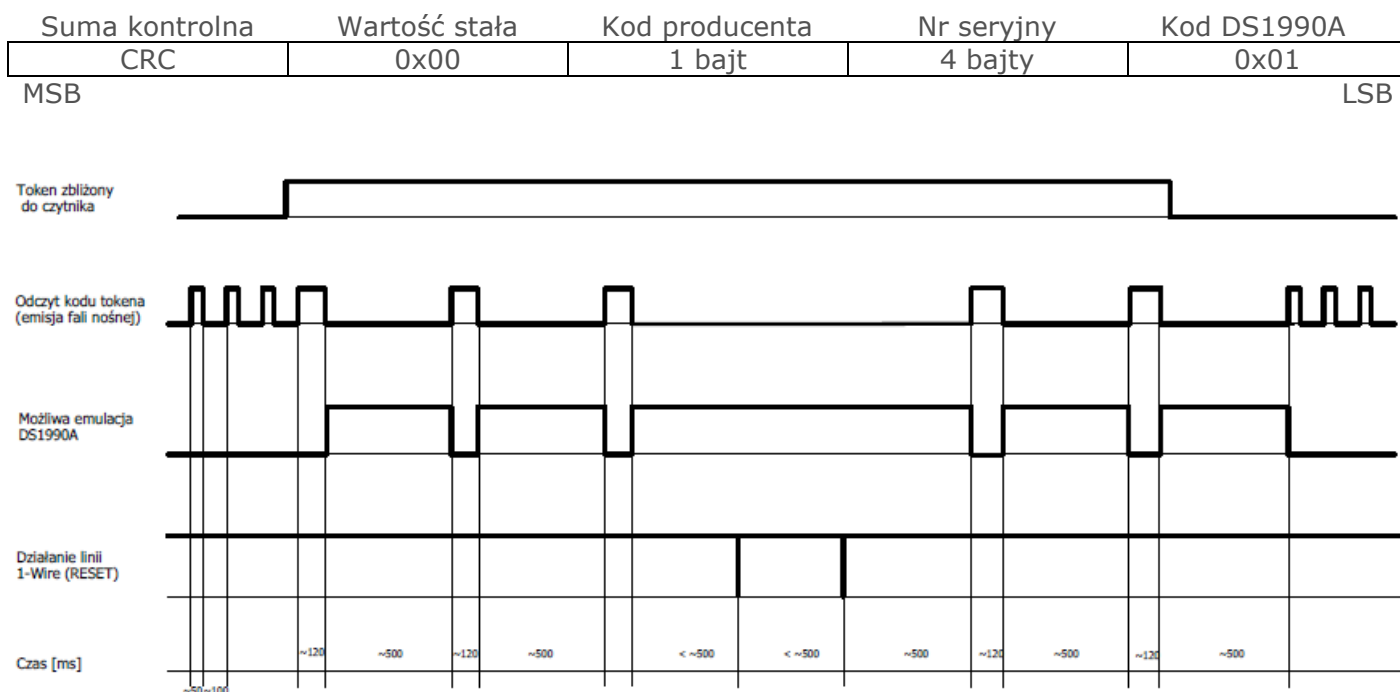 Suma kontrolna Wartość stała Kod producenta Nr seryjny Kod DS1990A
CRC 0x00 1 bajt 4 bajty 0x01
MSB LSB
Token zbliżony
do czytnika
Odczyt kodu tokena
(emisja fali nośnej)
Możliwa emulacja
DS1990A
Działanie linii
1-Wire (RESET)
Czas [ms] ~120 ~500 ~120 ~500 < ~500 < ~500 ~500 ~120 ~500 ~120 ~500
~50 ~100